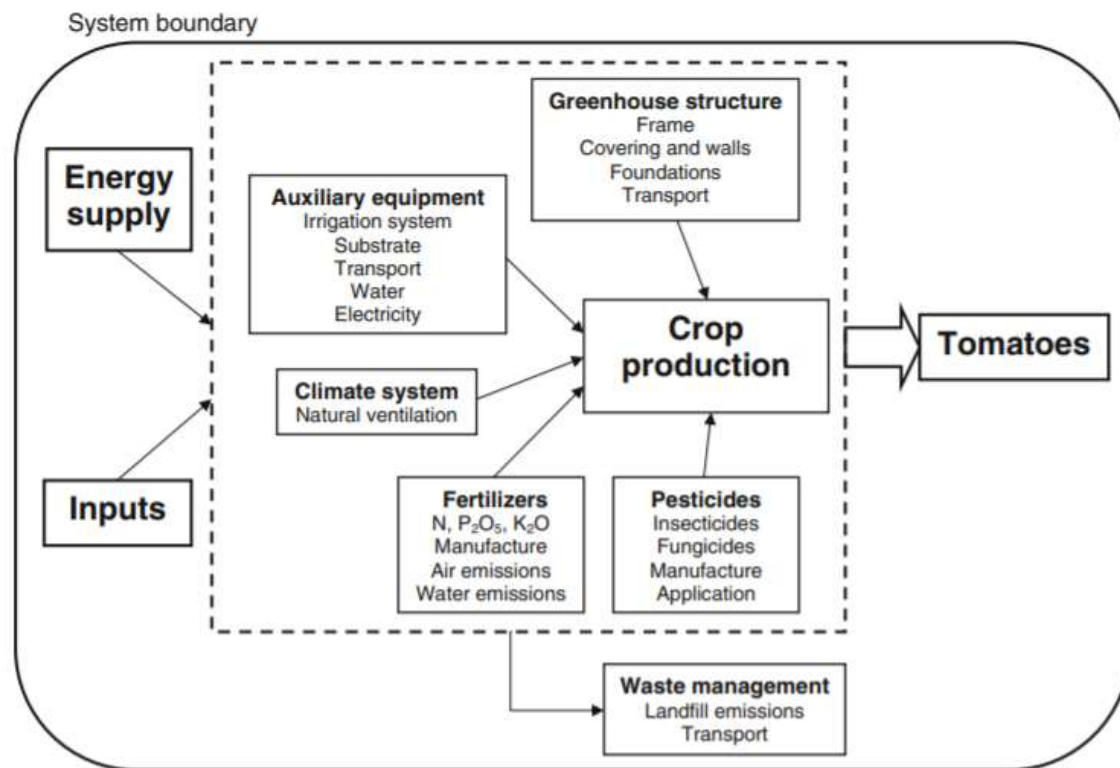 System boundary
Energy
supply
Inputs
Greenhouse structure
Frame
Covering and walls
Foundations
Transport
Auxiliary equipment
Irrigation system
Substrate
Transport
Water
Electricity
Crop
production
Tomatoes
Climate system
Natural ventilation
Fertilizers
N, P₂O₅, K₂O
Manufacture
Air emissions
Water emissions
Pesticides
Insecticides
Fungicides
Manufacture
Application
Waste management
Landfill emissions
Transport